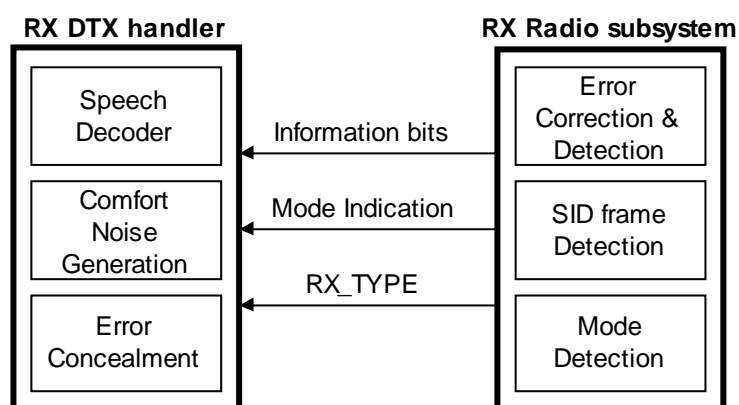 RX DTX handler
RX Radio subsystem
Speech
Decoder
Comfort
Noise
Generation
Error
Concealment
Information bits
Mode Indication
RX_TYPE
Error
Correction &
Detection
SID frame
Detection
Mode
Detection